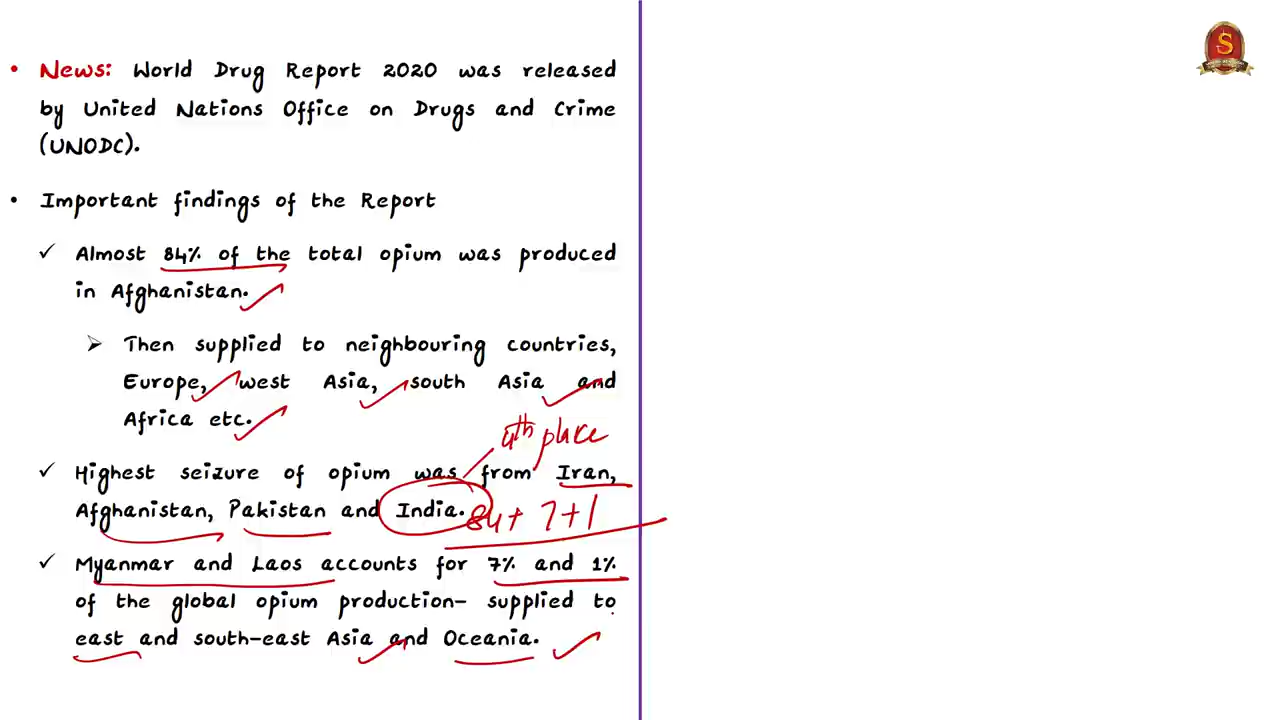 • News: World Drug Report 2020 was released
by United Nations Office on Drugs and Crime
(UNODC).
• Important findings of the Report
✓ Almost 84% of the total opium was produced
in Afghanistan.
➢ Then supplied to neighbouring countries,
Europe, west Asia, south Asia and
Africa etc.
4th place
✓ Highest seizure of opium was from Iran,
Afghanistan, Pakistan and India.
84+ 7+1
✓ Myanmar and Laos accounts for 7% and 1%
of the global opium production- supplied to
east and south-east Asia and Oceania.
S